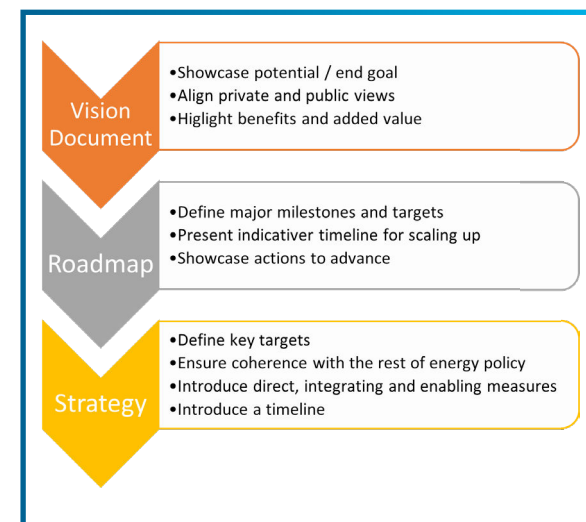 Vision
Document
•Showcase potential / end goal
•Align private and public views
•Higlight benefits and added value
Roadmap
•Define major milestones and targets
•Present indicativer timeline for scaling up
•Showcase actions to advance
Strategy
•Define key targets
•Ensure coherence with the rest of energy policy
•Introduce direct, integrating and enabling measures
•Introduce a timeline